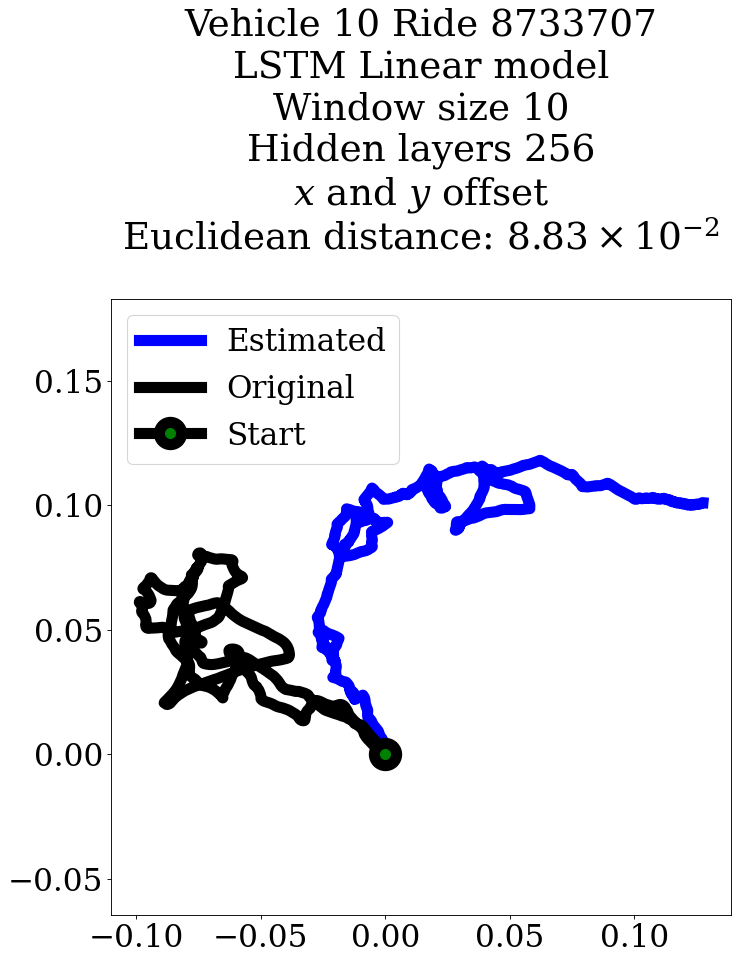 Vehicle 10 Ride 8733707
LSTM Linear model
Window size 10
Hidden layers 256
x and y offset
Euclidean distance: 8.83 × 10⁻²
Estimated
Original
Start
0.15
0.10
0.05
0.00
−0.05
−0.10 −0.05 0.00 0.05 0.10